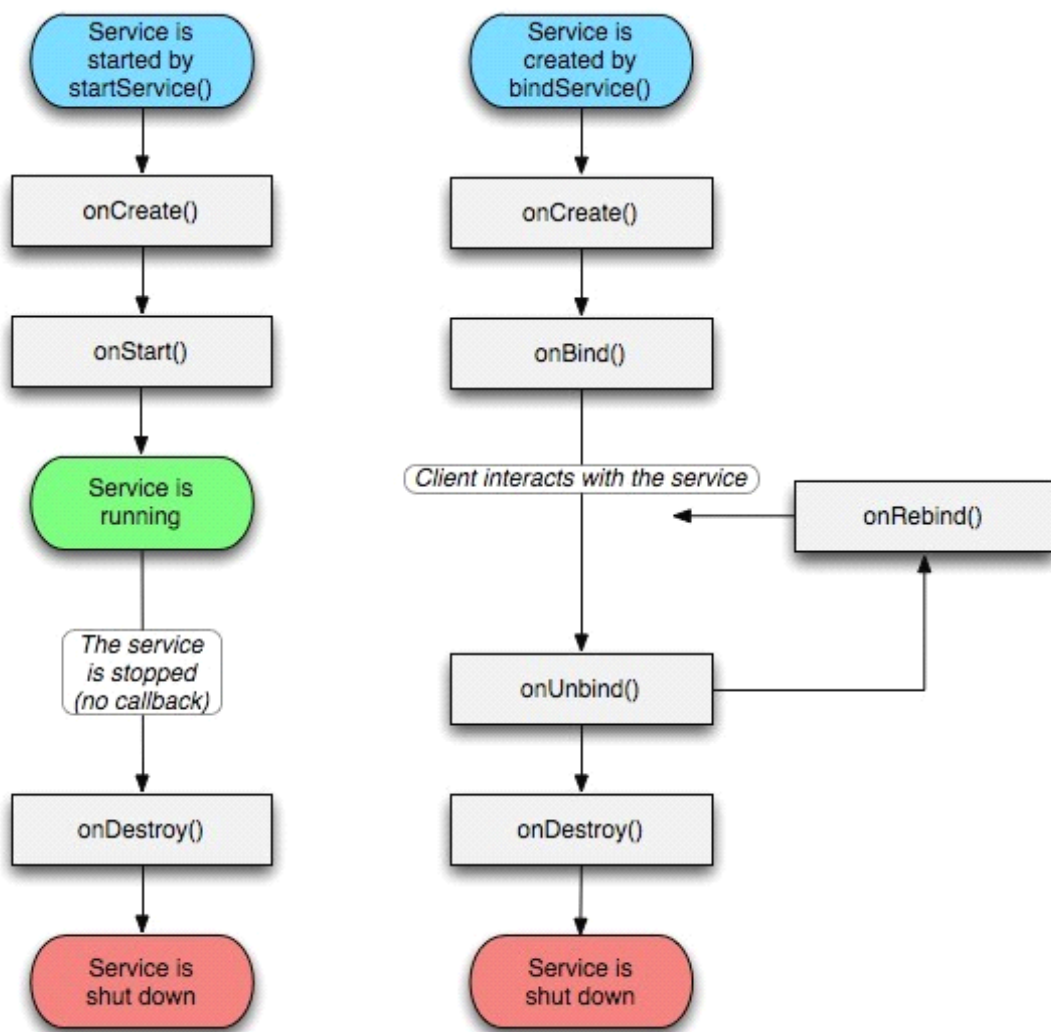 Service is
started by
startService()
onCreate()
onStart()
Service is
running
The service
is stopped
(no callback)
onDestroy()
Service is
shut down
Service is
created by
bindService()
onCreate()
onBind()
Client interacts with the service
onRebind()
onUnbind()
onDestroy()
Service is
shut down